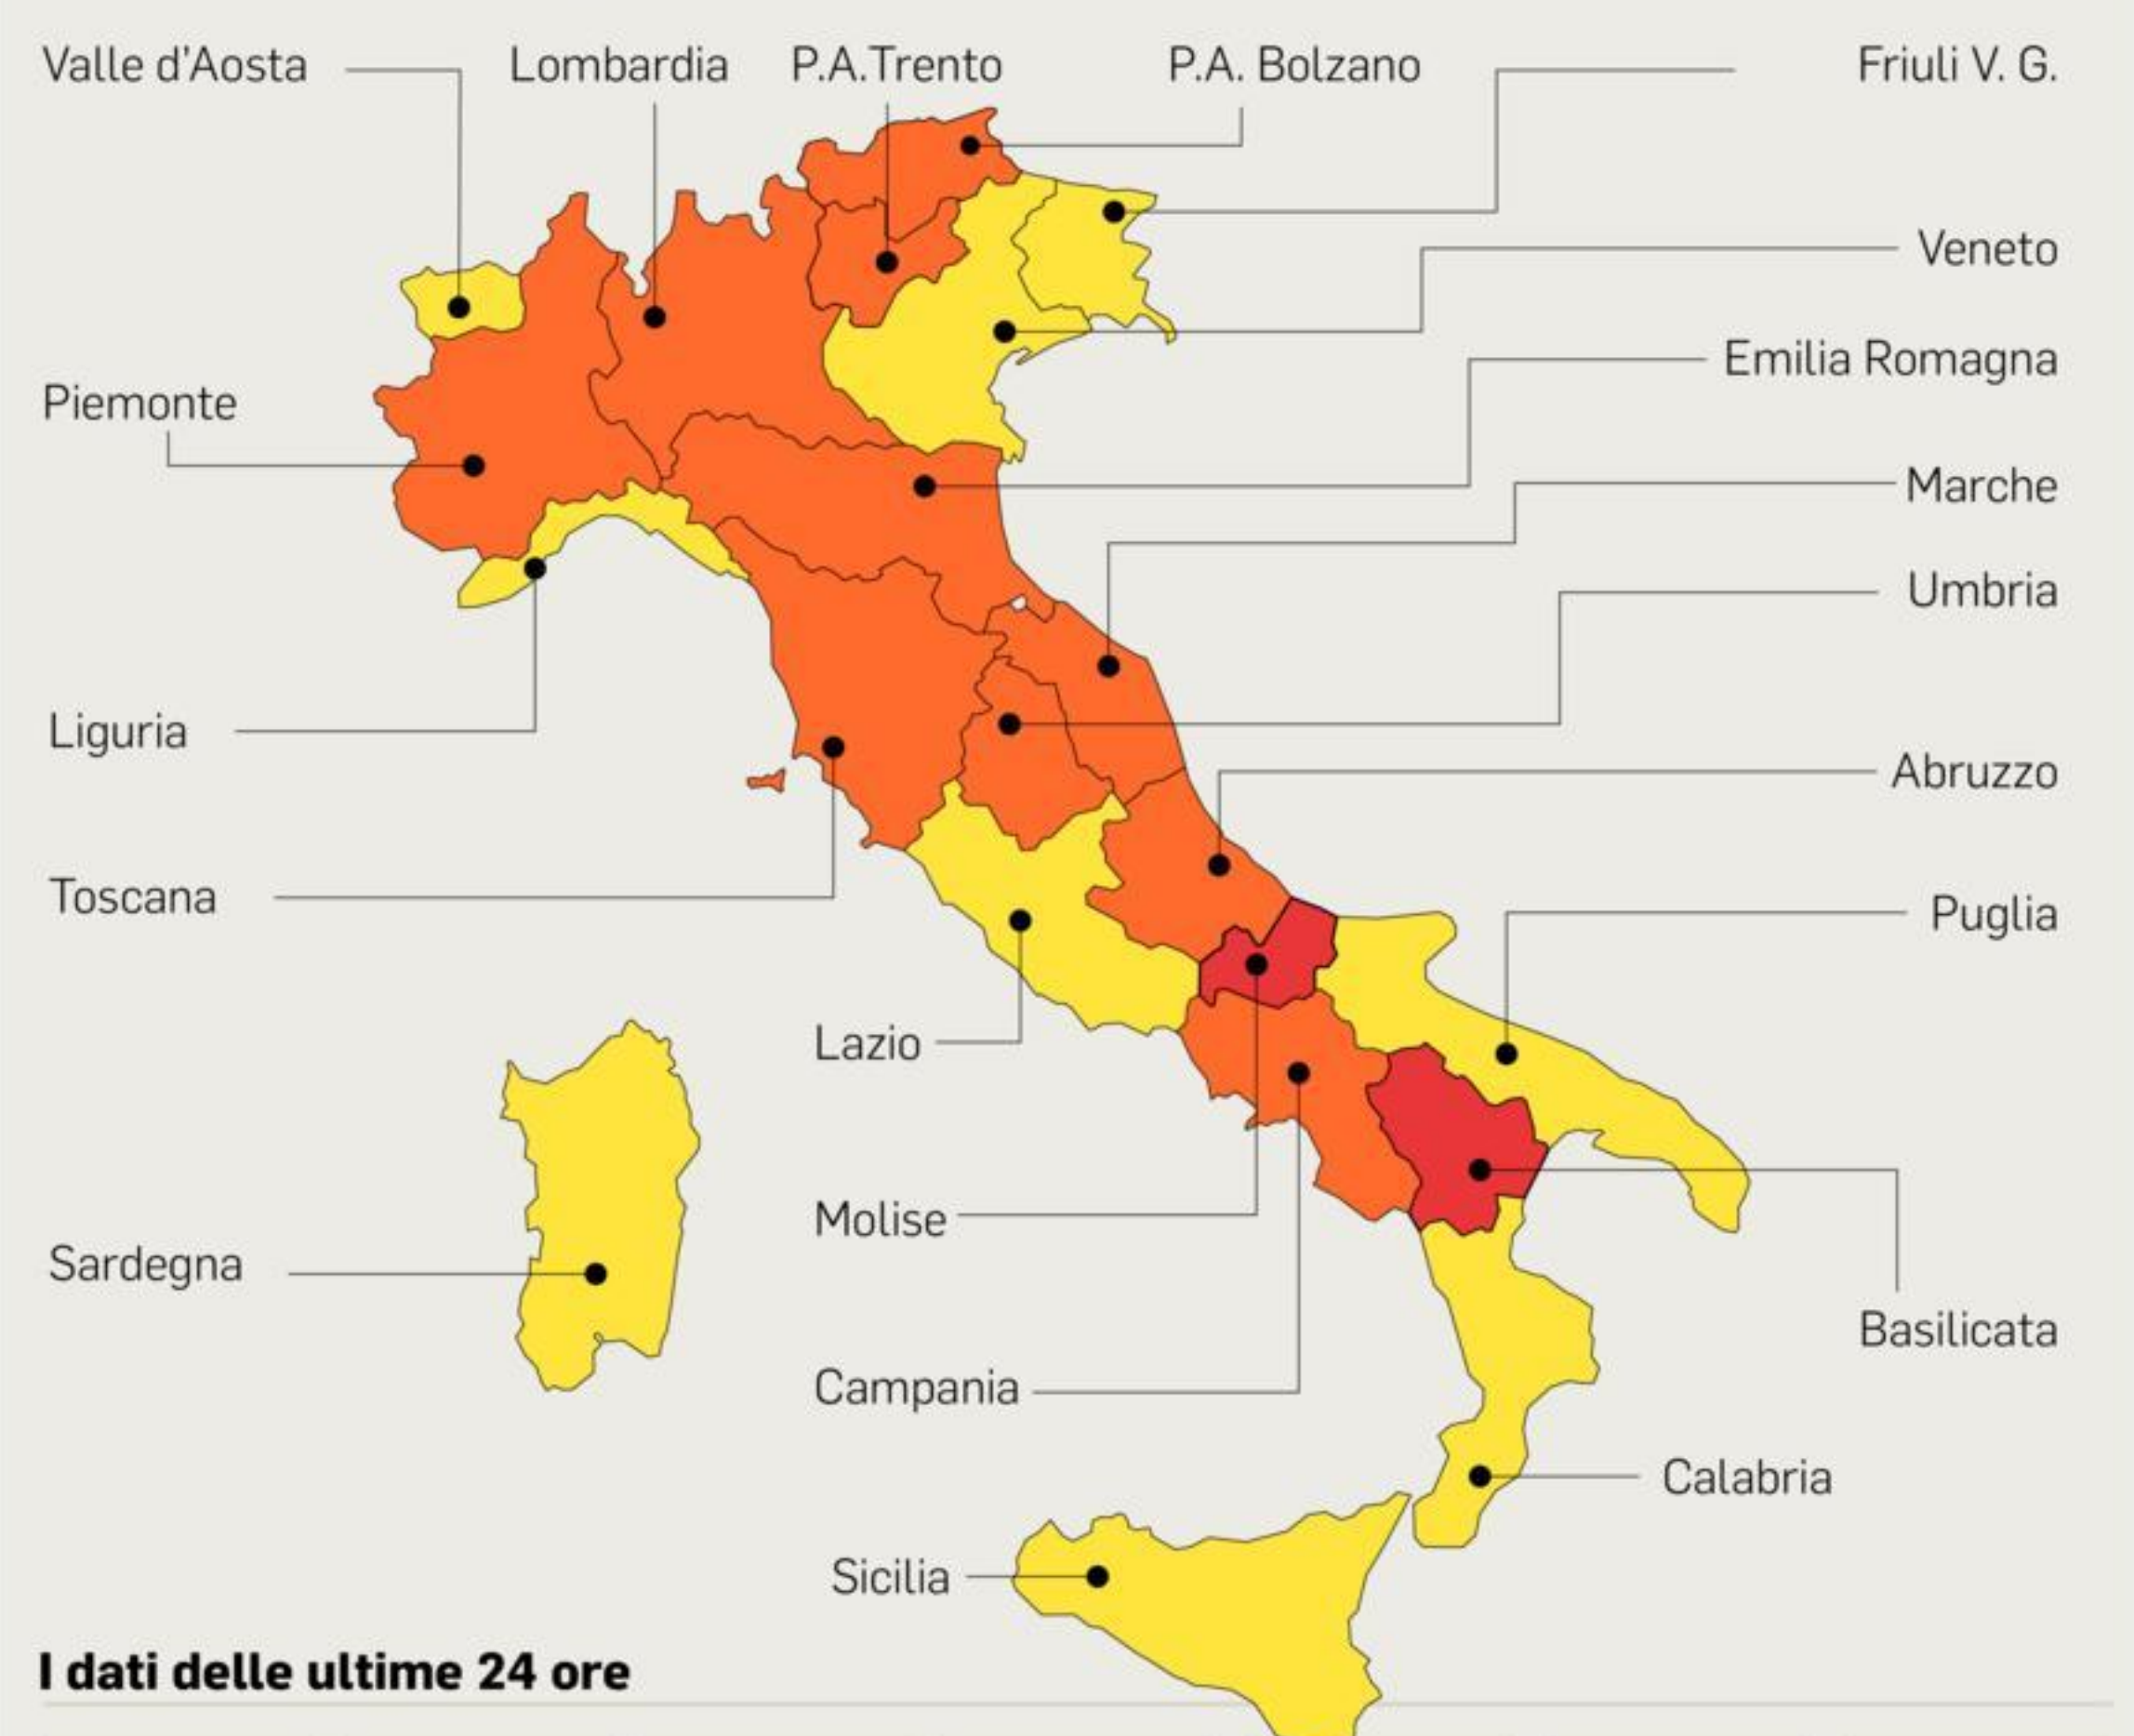 Valle d'Aosta
Lombardia
P.A.Trento
P.A. Bolzano
Friuli V. G.
Veneto
Emilia Romagna
Piemonte
Marche
Umbria
Liguria
Abruzzo
Toscana
Puglia
Lazio
Molise
Sardegna
Basilicata
Campania
Calabria
Sicilia
I dati delle ultime 24 ore